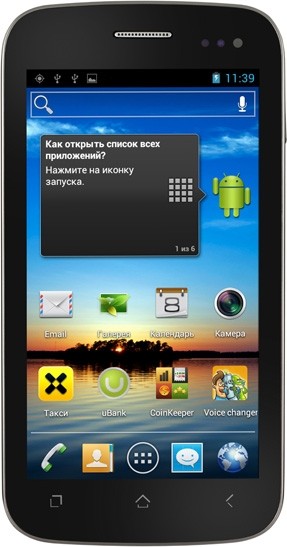 11:39
Как открыть список всех
приложений?
Нажмите на иконку
запуска.
1 из 6
8
Email
Галерея
Календарь
Камера
Такси
uBank
CoinKeeper
Voice changer